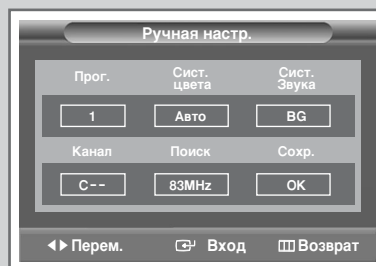 Ручная настр.
Прог. Сист. цвета Сист. Звука
1 Авто BG
Канал Поиск Сохр.
C-- 83MHz OK
Перем. Вход Возврат